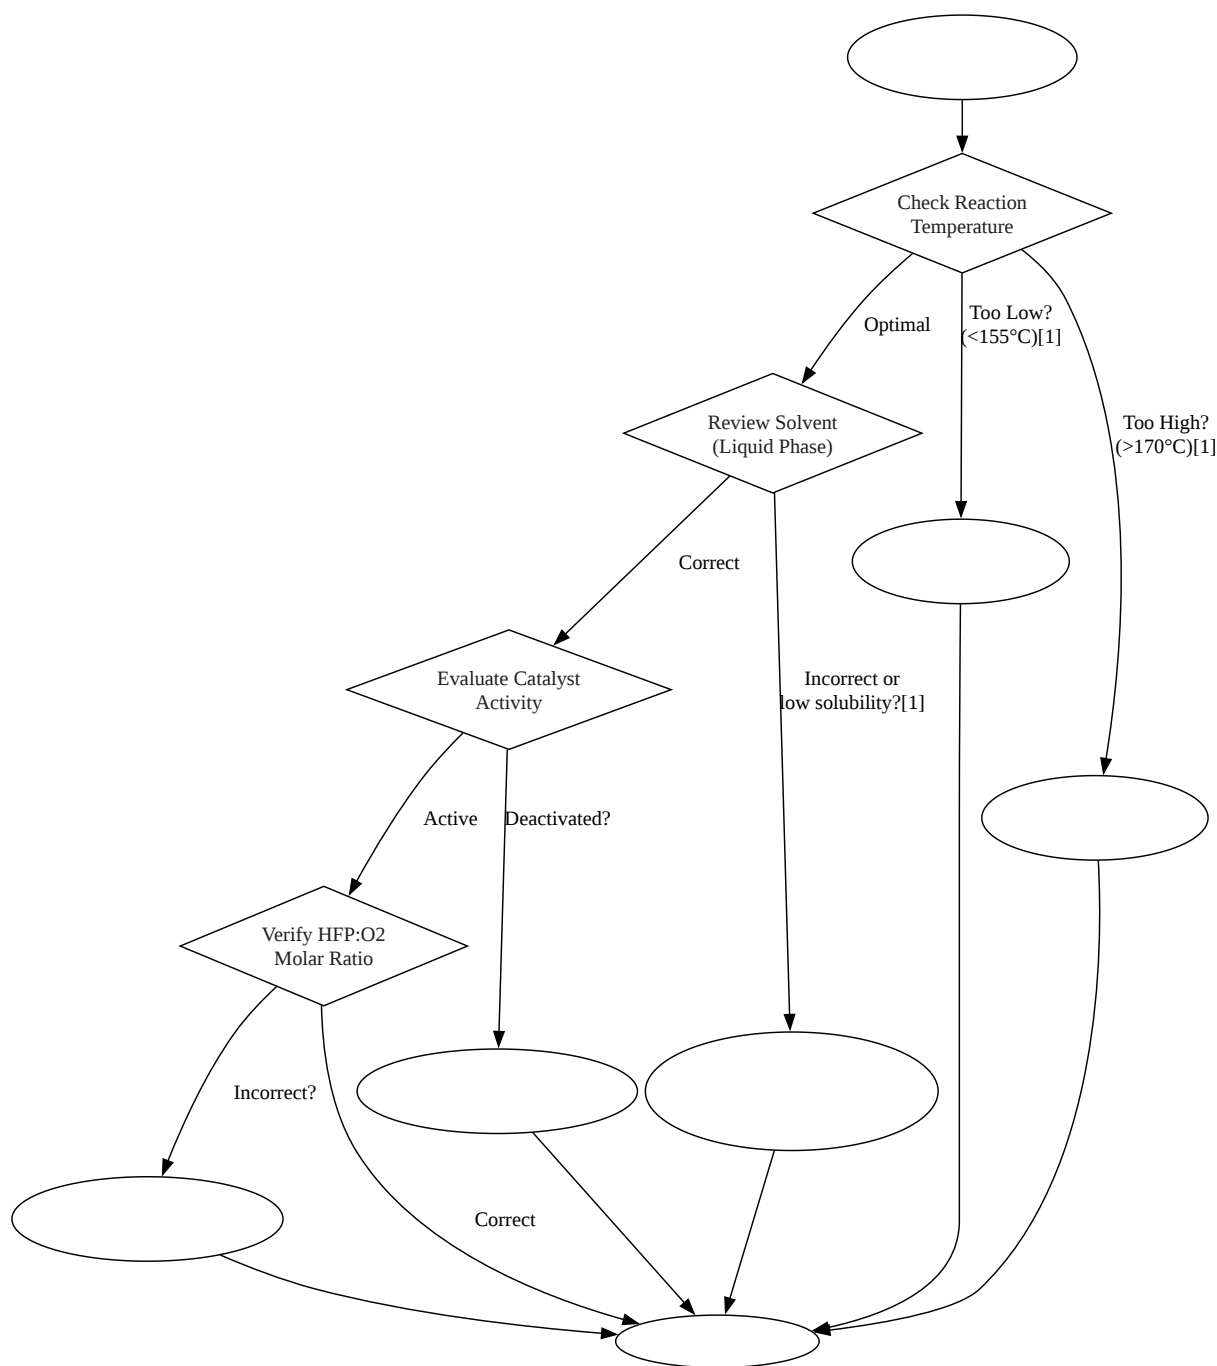 Check Reaction
Temperature
Optimal
Too Low?
(<155°C)[1]
Too High?
(>170°C)[1]
Review Solvent
(Liquid Phase)
Correct
Incorrect or
low solubility?[1]
Evaluate Catalyst
Activity
Active
Deactivated?
Verify HFP:O2
Molar Ratio
Incorrect?
Correct